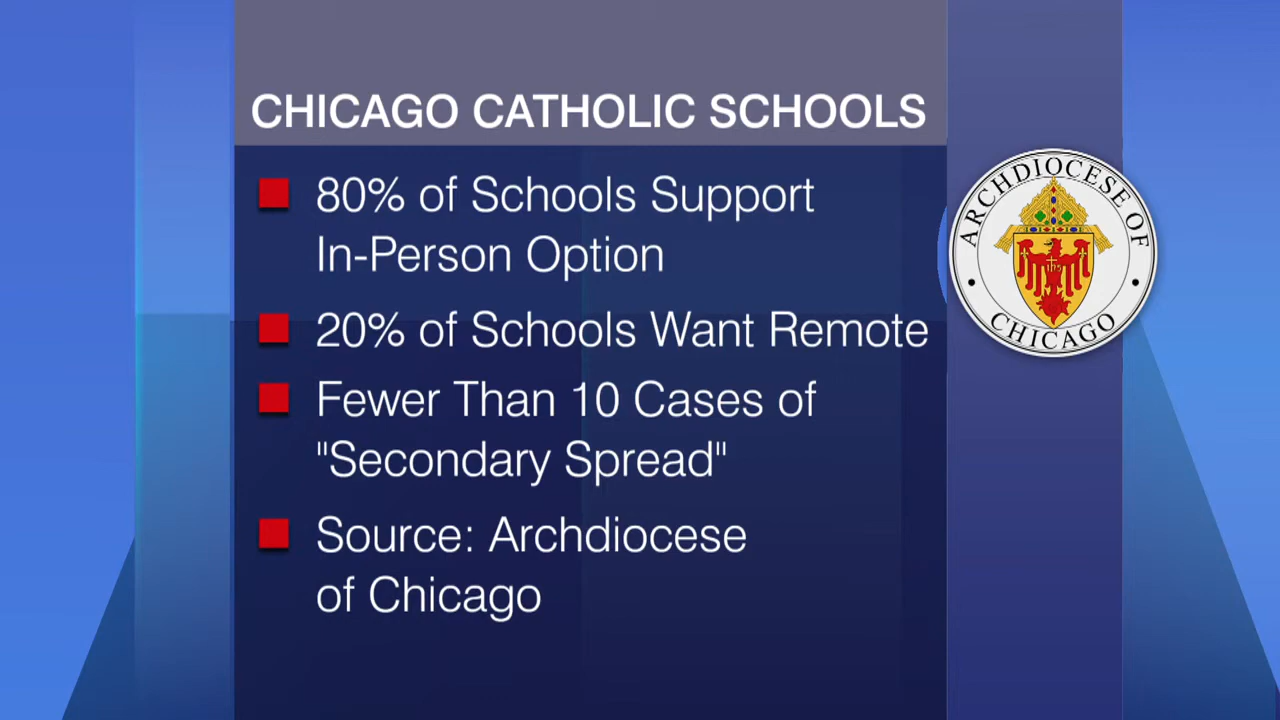 CHICAGO CATHOLIC SCHOOLS
80% of Schools Support
In-Person Option
20% of Schools Want Remote
Fewer Than 10 Cases of
"Secondary Spread"
Source: Archdiocese
of Chicago
ARCHDIOCESE OF
CHICAGO